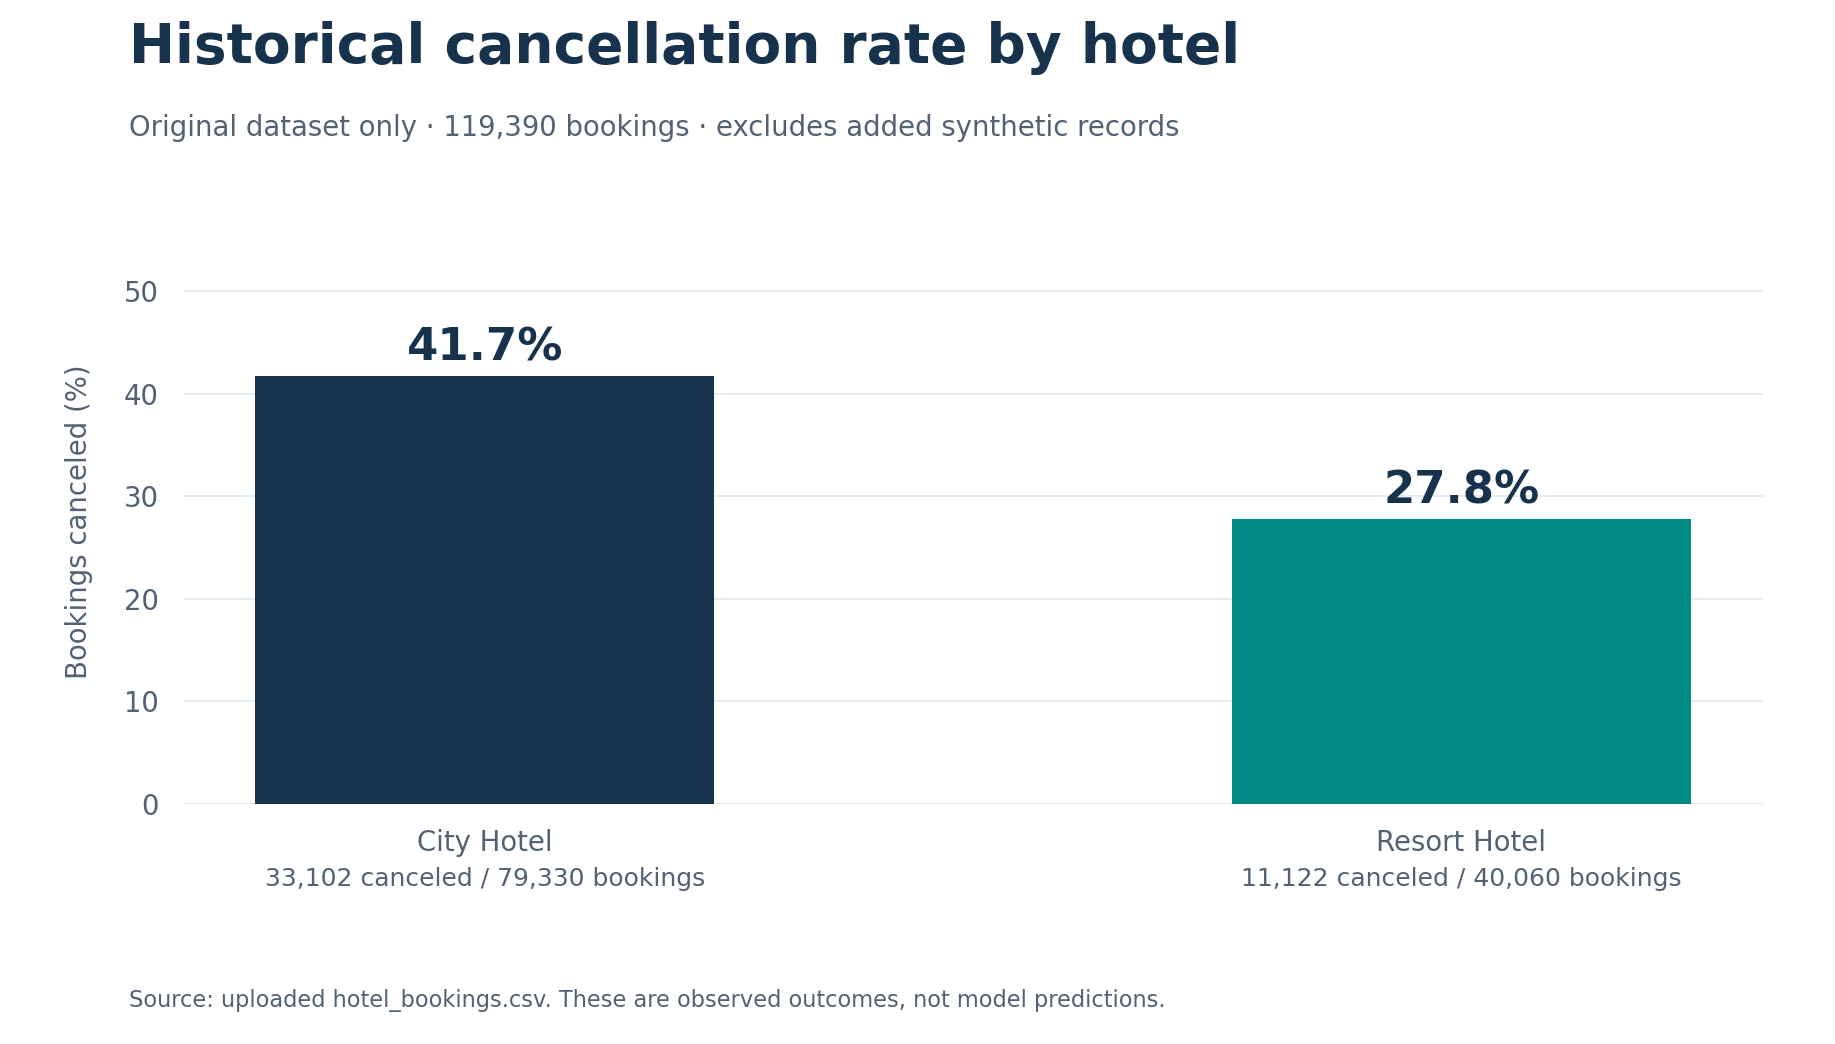 Historical cancellation rate by hotel
Original dataset only · 119,390 bookings · excludes added synthetic records
Bookings canceled (%)
50
40
30
20
10
0
41.7%
27.8%
City Hotel
33,102 canceled / 79,330 bookings
Resort Hotel
11,122 canceled / 40,060 bookings
Source: uploaded hotel_bookings.csv. These are observed outcomes, not model predictions.